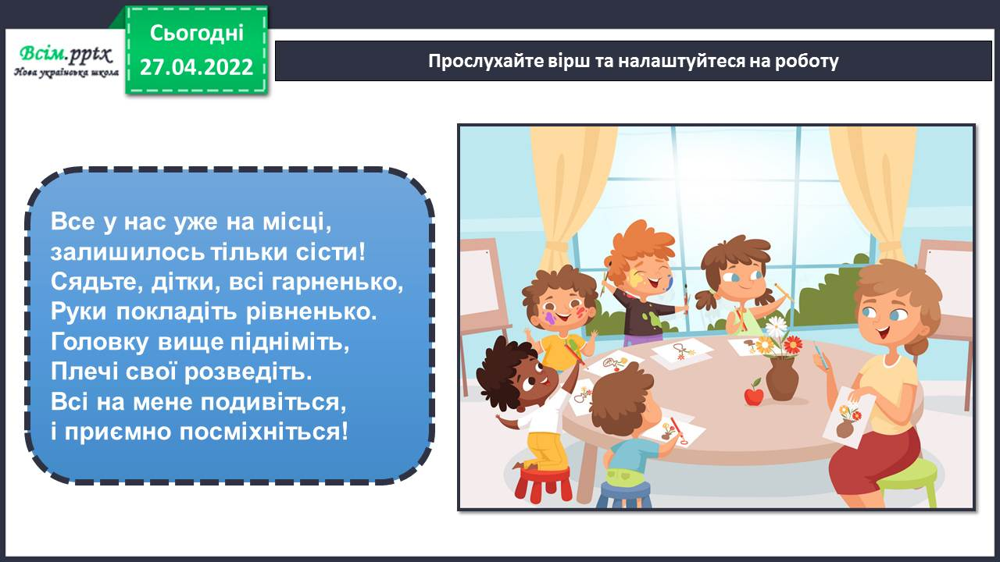 Сьогодні
27.04.2022
Всім.pptx
Нова українська школа
Прослухайте вірш та налаштуйтеся на роботу
Все у нас уже на місці,
залишилось тільки сісти!
Сядьте, дітки, всі гарненько,
Руки покладіть рівненько.
Головку вище підніміть,
Плечі свої розведіть.
Всі на мене подивіться,
і приємно посміхніться!